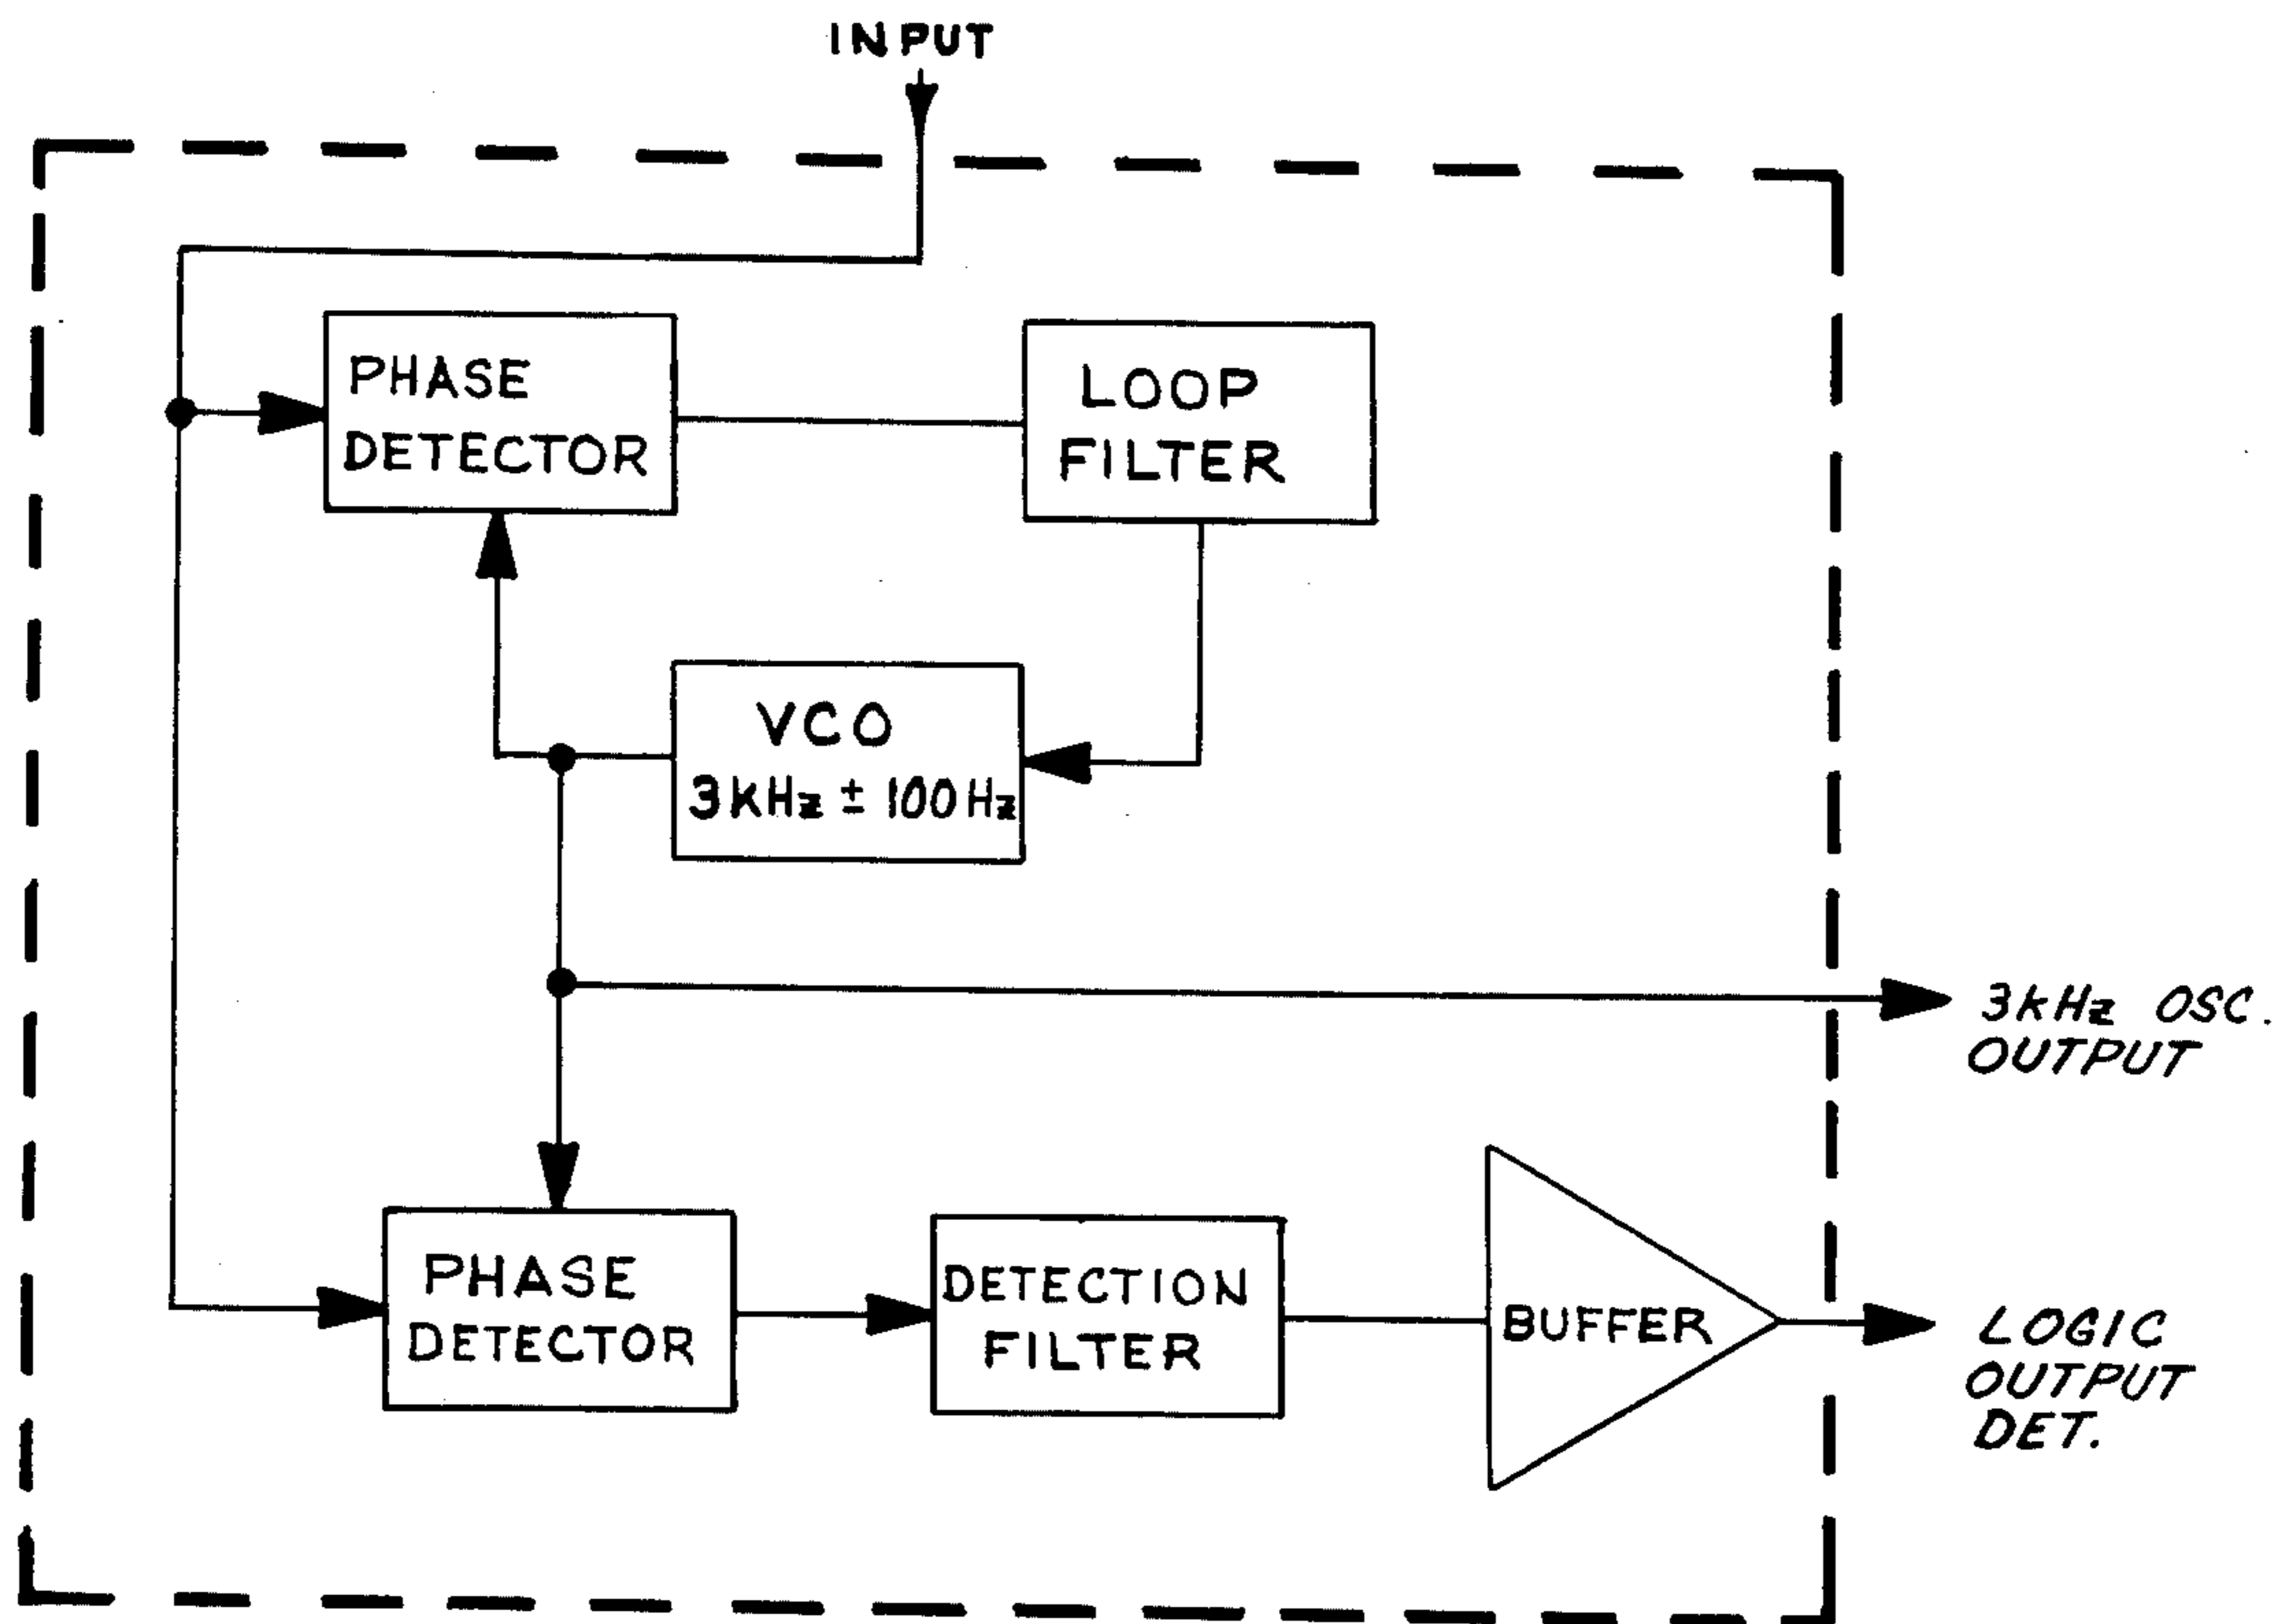 INPUT
PHASE
DETECTOR
LOOP
FILTER
VCO
3kHz ± 100Hz
3kHz OSC.
OUTPUT
PHASE
DETECTOR
DETECTION
FILTER
BUFFER
LOGIC
OUTPUT
DET.